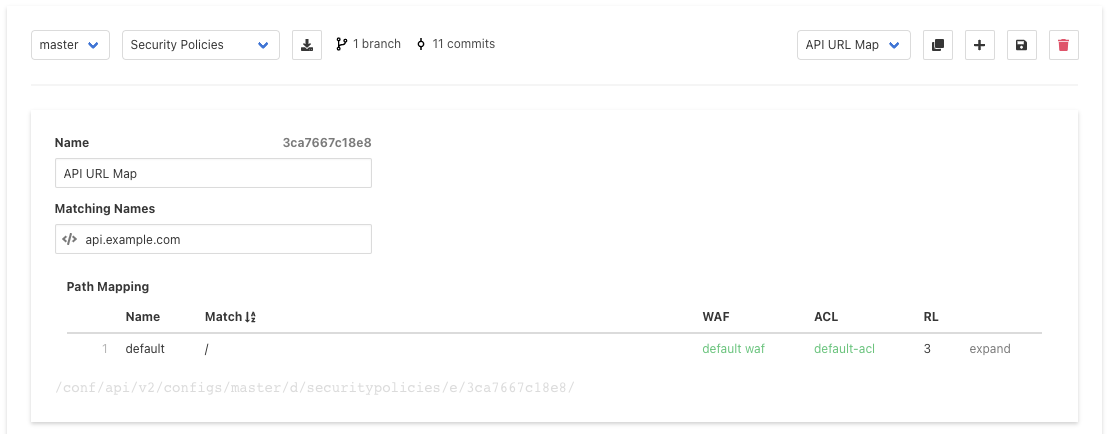 master Security Policies 1 branch 11 commits API URL Map
Name 3ca7667c18e8
API URL Map
Matching Names
</> api.example.com
Path Mapping
Name Match WAF ACL RL
1 default / default waf default-acl 3 expand
/conf/api/v2/configs/master/d/securitypolicies/e/3ca7667c18e8/